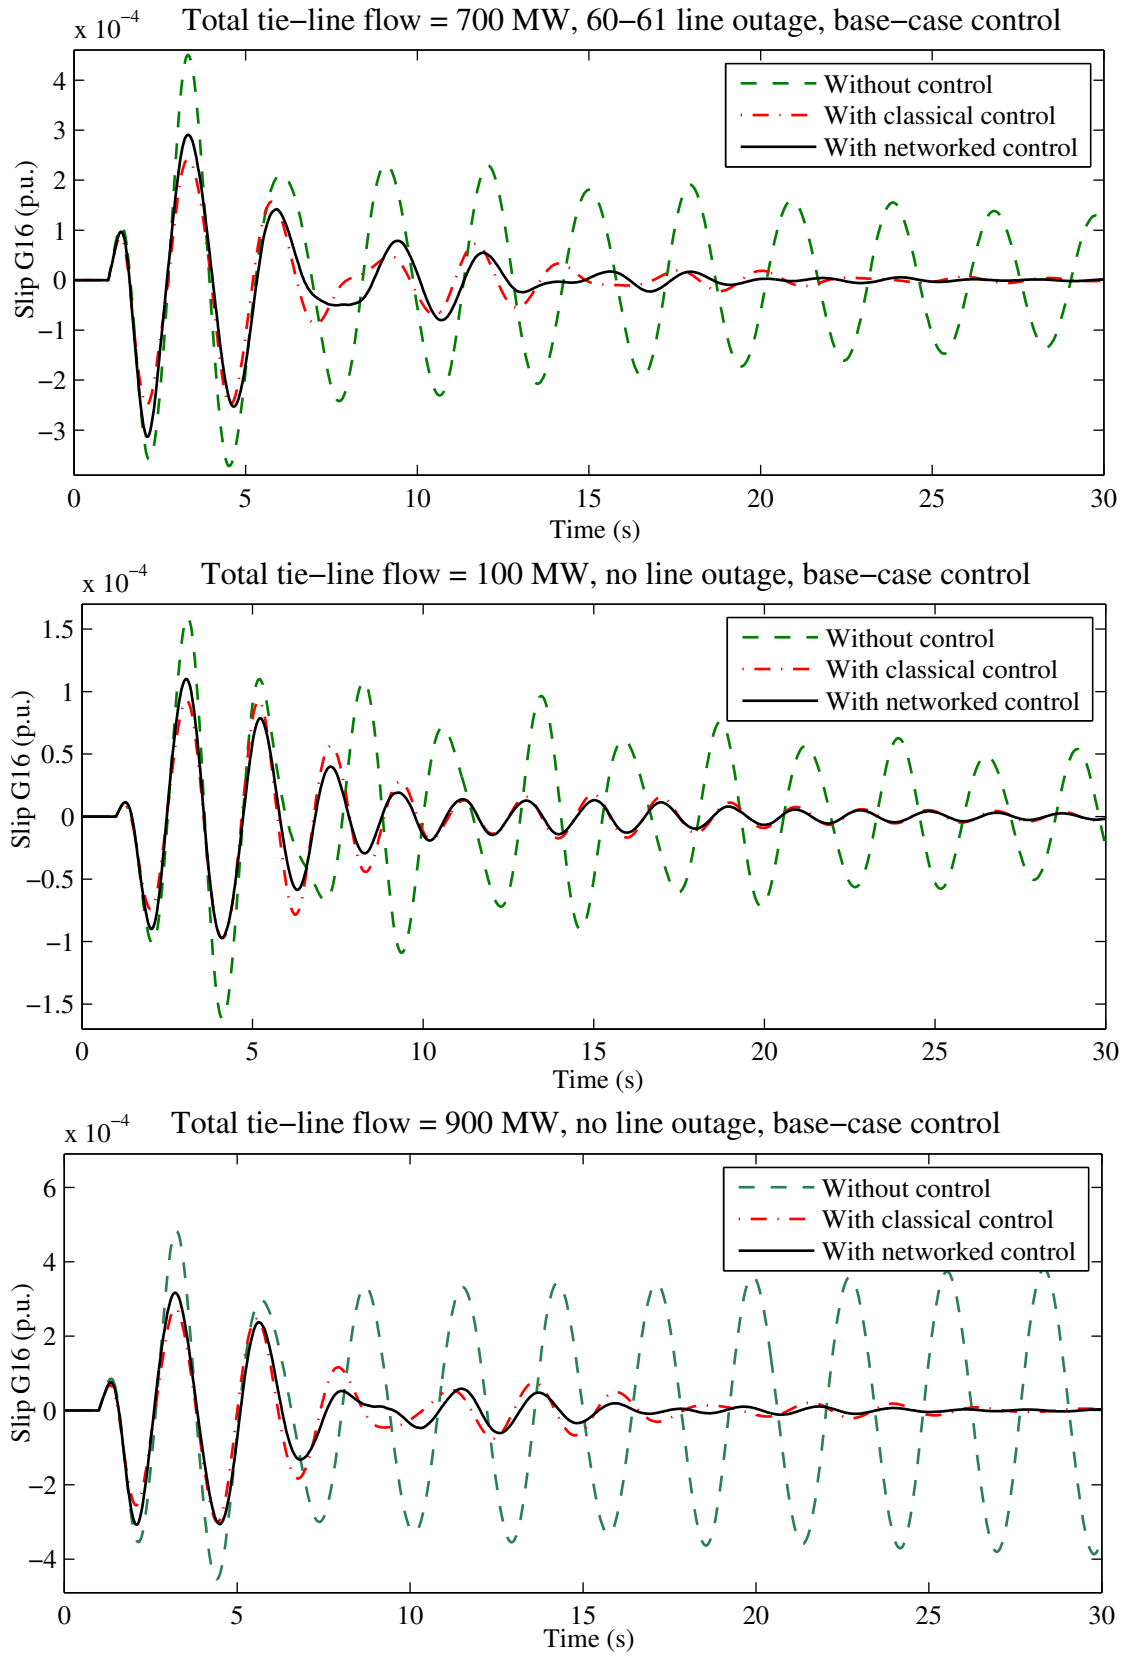 Total tie−line flow = 700 MW, 60−61 line outage, base−case control
x 10⁻⁴
Without control
With classical control
With networked control
Slip G16 (p.u.)
4
3
2
1
0
−1
−2
−3
0 5 10 15 20 25 30
Time (s)
Total tie−line flow = 100 MW, no line outage, base−case control
x 10⁻⁴
Without control
With classical control
With networked control
Slip G16 (p.u.)
1.5
1
0.5
0
−0.5
−1
−1.5
0 5 10 15 20 25 30
Time (s)
Total tie−line flow = 900 MW, no line outage, base−case control
x 10⁻⁴
Without control
With classical control
With networked control
Slip G16 (p.u.)
6
4
2
0
−2
−4
0 5 10 15 20 25 30
Time (s)